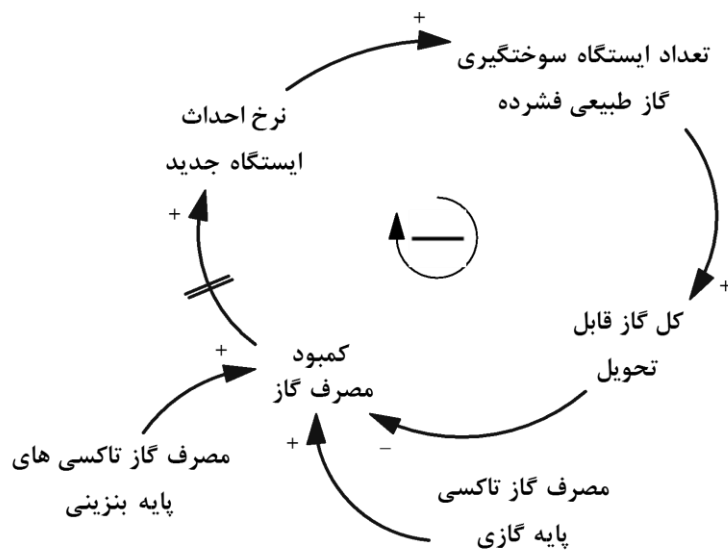 تعداد ایستگاه سوختگیری
گاز طبیعی فشرده
نرخ احداث
ایستگاه جدید
کل گاز قابل
تحویل
کمبود
مصرف گاز
مصرف گاز تاکسی های
پایه بنزینی
مصرف گاز تاکسی
پایه گازی
+
+
+
+
+
−